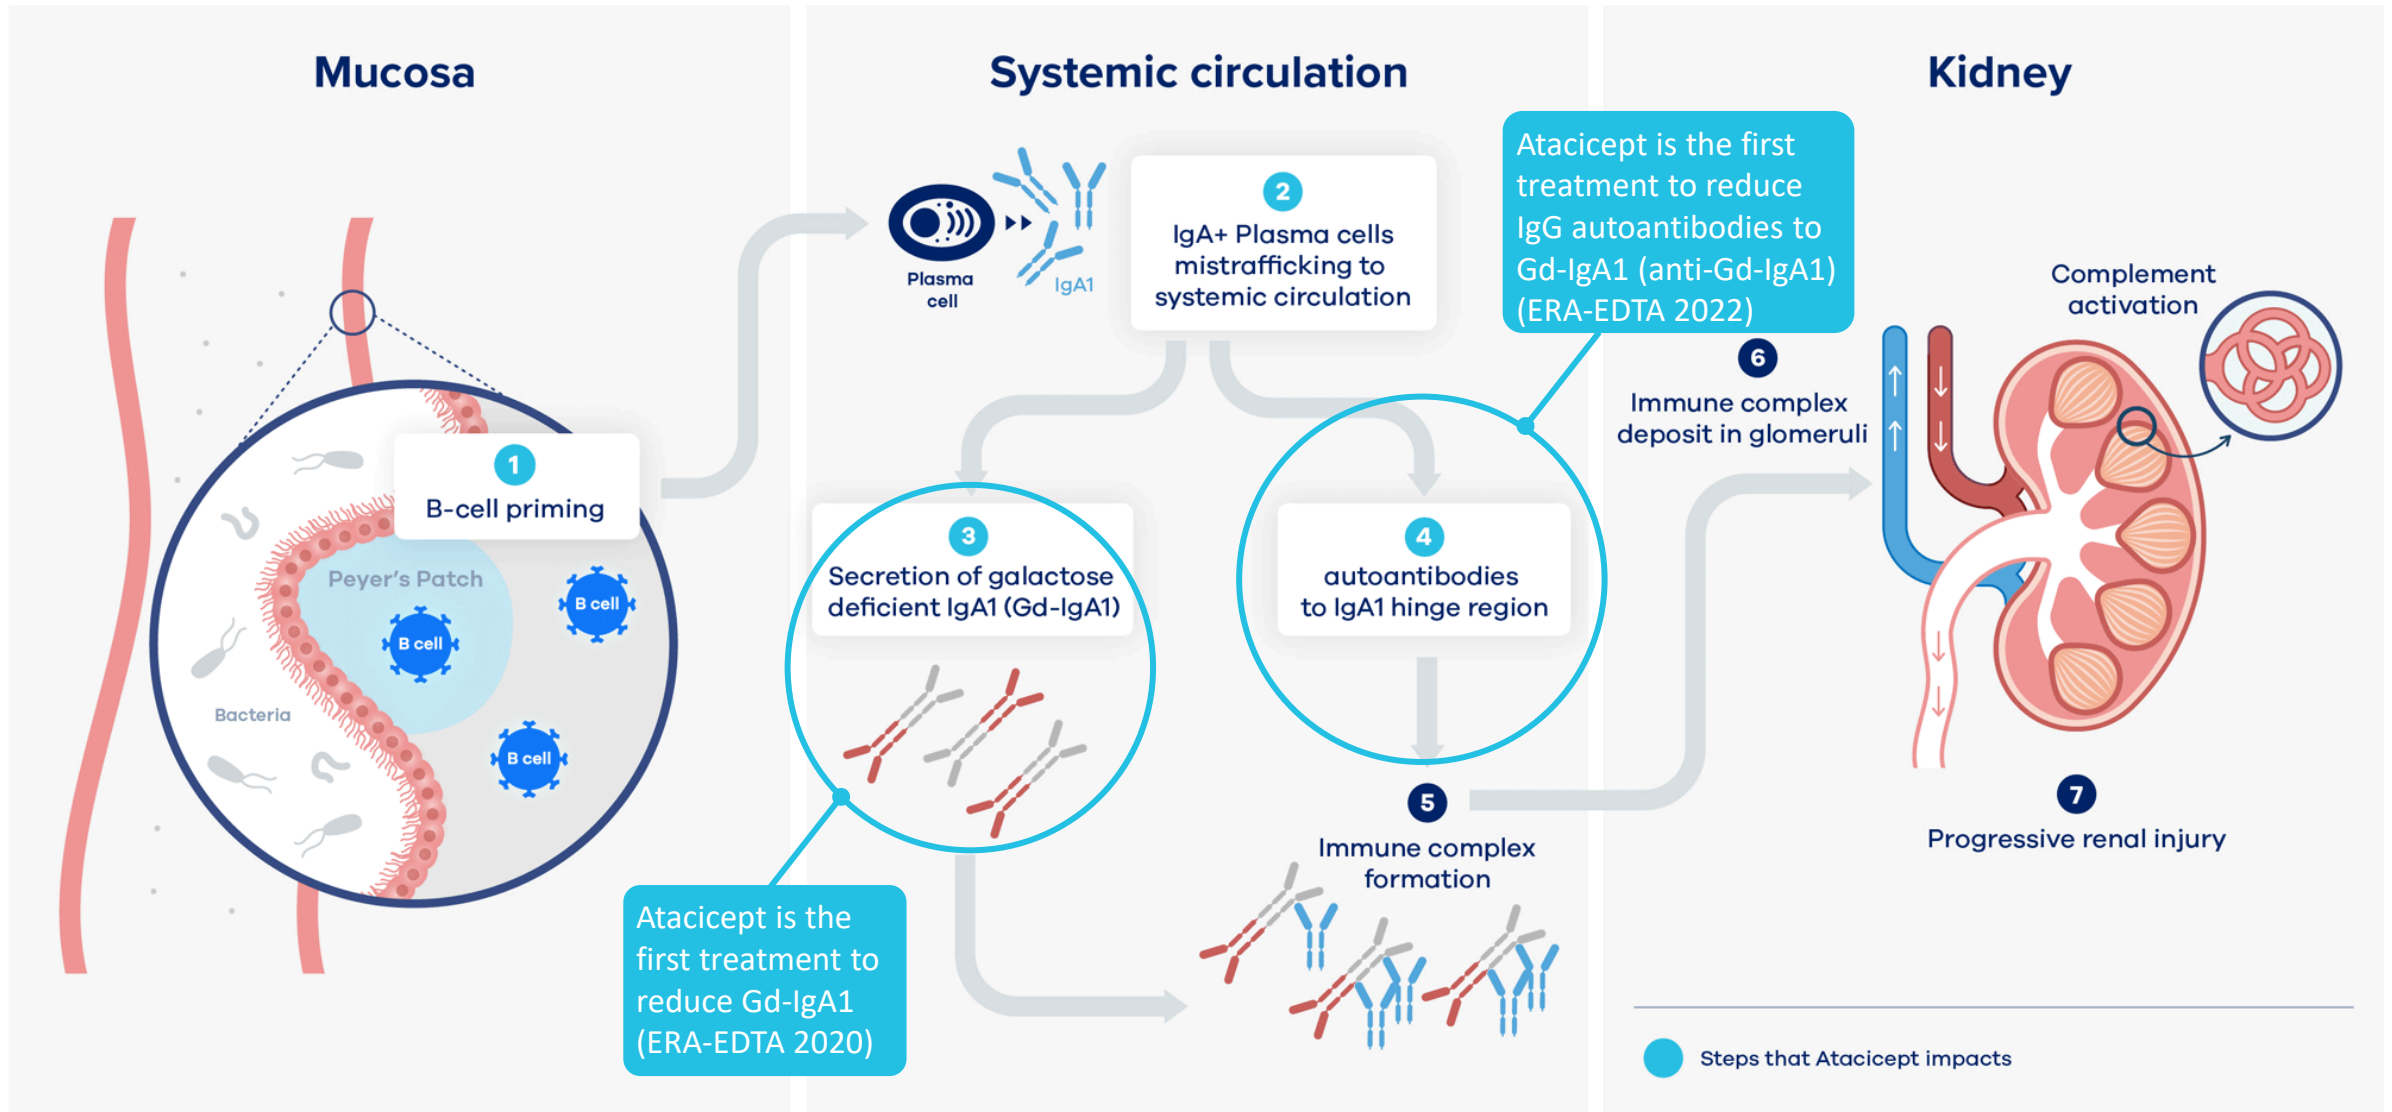 Mucosa
1
B-cell priming
Peyer's Patch
B cell
B cell
B cell
Bacteria
Systemic circulation
Plasma
cell
IgA1
2
IgA+ Plasma cells
mistrafficking to
systemic circulation
3
Secretion of galactose
deficient IgA1 (Gd-IgA1)
Atacicept is the
first treatment to
reduce Gd-IgA1
(ERA-EDTA 2020)
4
autoantibodies
to IgA1 hinge region
Atacicept is the first
treatment to reduce
IgG autoantibodies to
Gd-IgA1 (anti-Gd-IgA1)
(ERA-EDTA 2022)
5
Immune complex
formation
Kidney
6
Immune complex
deposit in glomeruli
Complement
activation
7
Progressive renal injury
Steps that Atacicept impacts